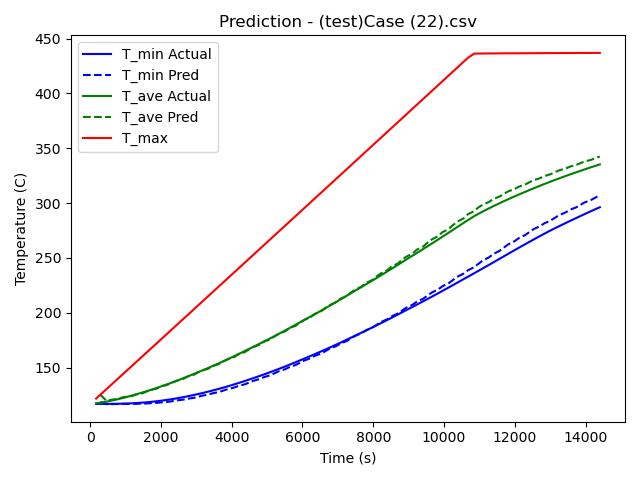 Prediction - (test)Case (22).csv
T_min Actual
T_min Pred
T_ave Actual
T_ave Pred
T_max
Temperature (C)
450
400
350
300
250
200
150
0 2000 4000 6000 8000 10000 12000 14000
Time (s)